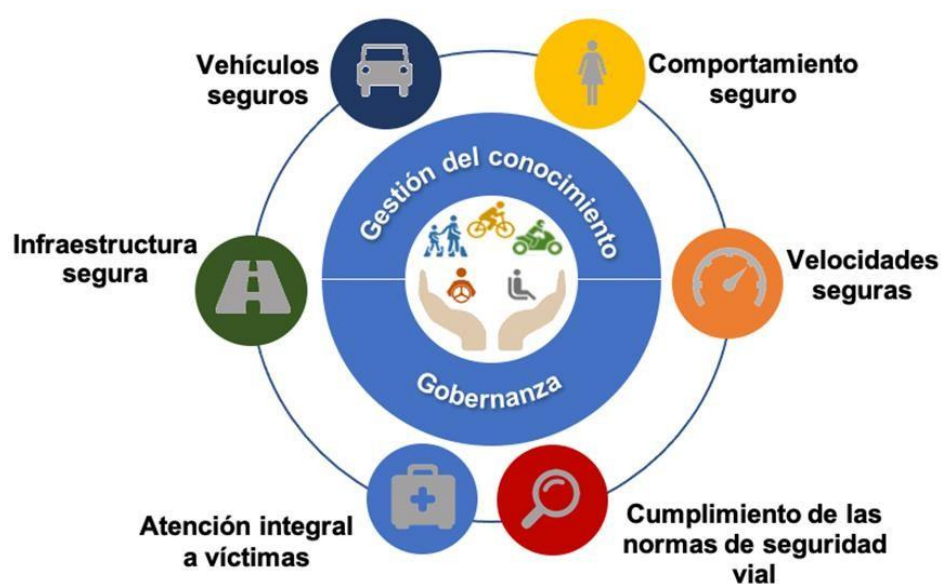 Vehículos
seguros
Comportamiento
seguro
Gestión del conocimiento
Infraestructura
segura
Velocidades
seguras
Gobernanza
Atención integral
a víctimas
Cumplimiento de las
normas de seguridad
vial